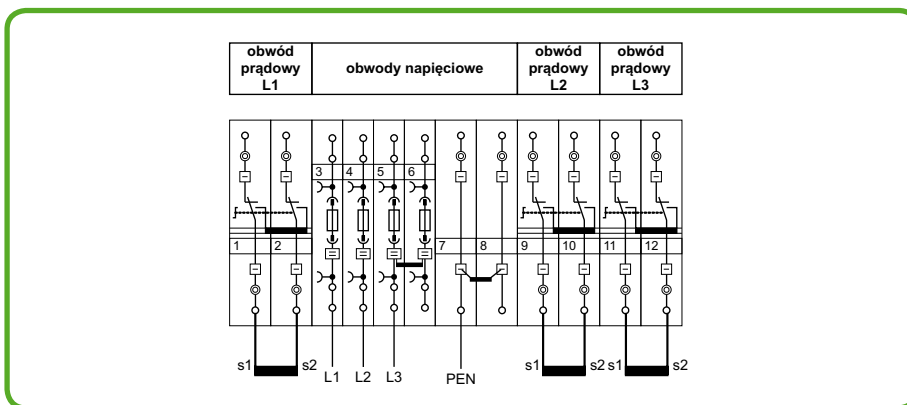 obwód prądowy L1
obwody napięciowe
obwód prądowy L2
obwód prądowy L3
3 4 5 6
1 2 7 8 9 10 11 12
s1 s2 L1 L2 L3 PEN s1 s2 s1 s2